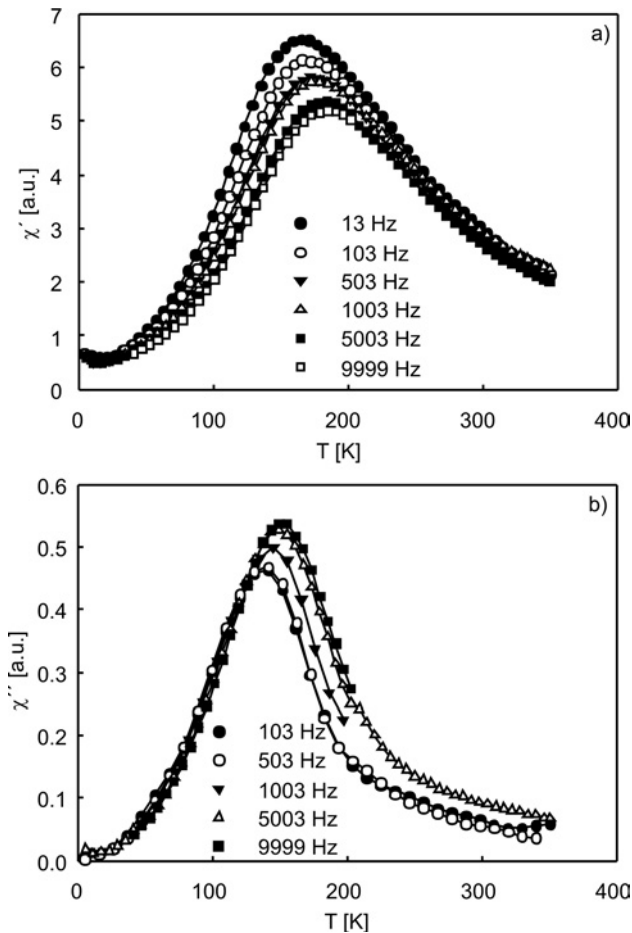 7
6
5
4
3
2
1
0
χ´ [a.u.]
a)
13 Hz
103 Hz
503 Hz
1003 Hz
5003 Hz
9999 Hz
0 100 200 300 400
T [K]
0.6
0.5
0.4
0.3
0.2
0.1
0.0
χ´´ [a.u.]
b)
103 Hz
503 Hz
1003 Hz
5003 Hz
9999 Hz
0 100 200 300 400
T [K]